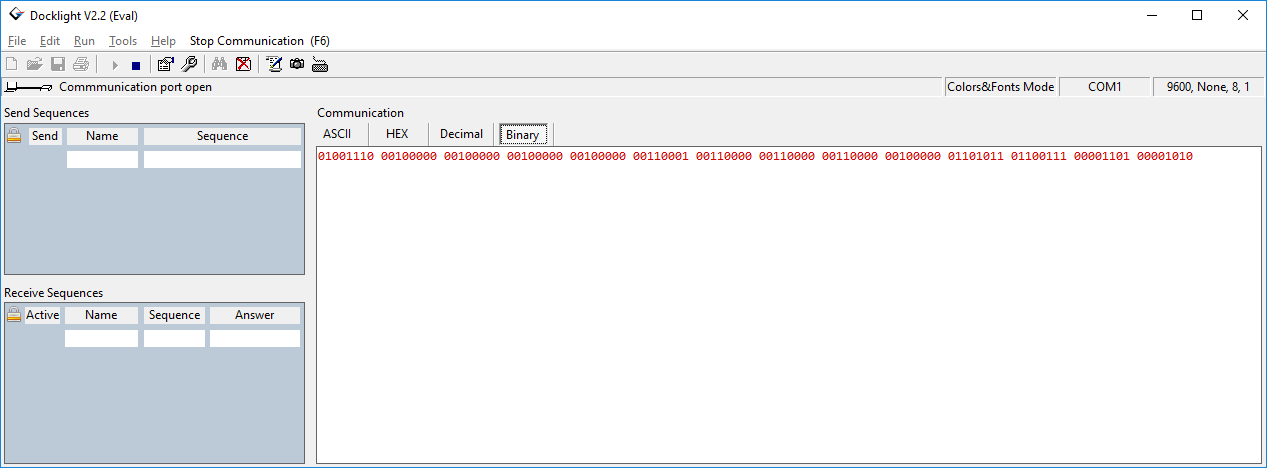 Docklight V2.2 (Eval)
File Edit Run Tools Help Stop Communication (F6)
Commmunication port open Colors&Fonts Mode COM1 9600, None, 8, 1
Send Sequences
Send Name Sequence
Receive Sequences
Active Name Sequence Answer
Communication
ASCII HEX Decimal Binary
01001110 00100000 00100000 00100000 00100000 00110001 00110000 00110000 00110000 00100000 01101011 01100111 00001101 00001010